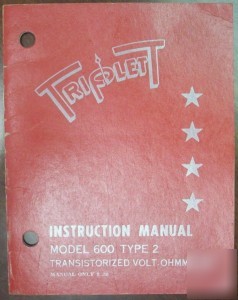 TRIPLETT
INSTRUCTION MANUAL
MODEL 600 TYPE 2
TRANSISTORIZED VOLT OHMM